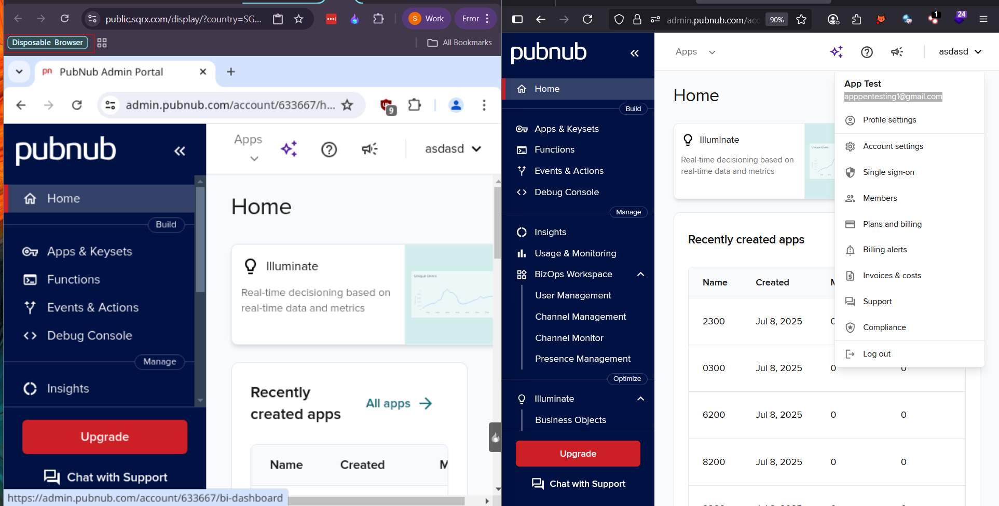 public.sqrx.com/display/?country=SG...
S
Work
Error
Disposable Browser
All Bookmarks
pn
PubNub Admin Portal
admin.pubnub.com/account/633667/h...
9
pubnub
Apps
asdasd
Home
Build
Apps & Keysets
Functions
Events & Actions
Debug Console
Manage
Insights
Upgrade
Chat with Support
Home
Illuminate
Real-time decisioning based on
real-time data and metrics
Unique Users
Recently
created apps
All apps
Name
Created
M
https://admin.pubnub.com/account/633667/bi-dashboard
admin.pubnub.com/acc
90%
1
24
pubnub
Home
Build
Apps & Keysets
Functions
Events & Actions
Debug Console
Manage
Insights
Usage & Monitoring
BizOps Workspace
User Management
Channel Management
Channel Monitor
Presence Management
Optimize
Illuminate
Business Objects
Upgrade
Chat with Support
Apps
asdasd
Home
Illuminate
Real-time decisioning based on
real-time data and metrics
Unique Users
Recently created apps
Name Created
2300 Jul 8, 2025 0
0300 Jul 8, 2025 0 0
6200 Jul 8, 2025 0 0
8200 Jul 8, 2025 0 0
App Test
apppentesting1@gmail.com
Profile settings
Account settings
Single sign-on
Members
Plans and billing
Billing alerts
Invoices & costs
Support
Compliance
Log out